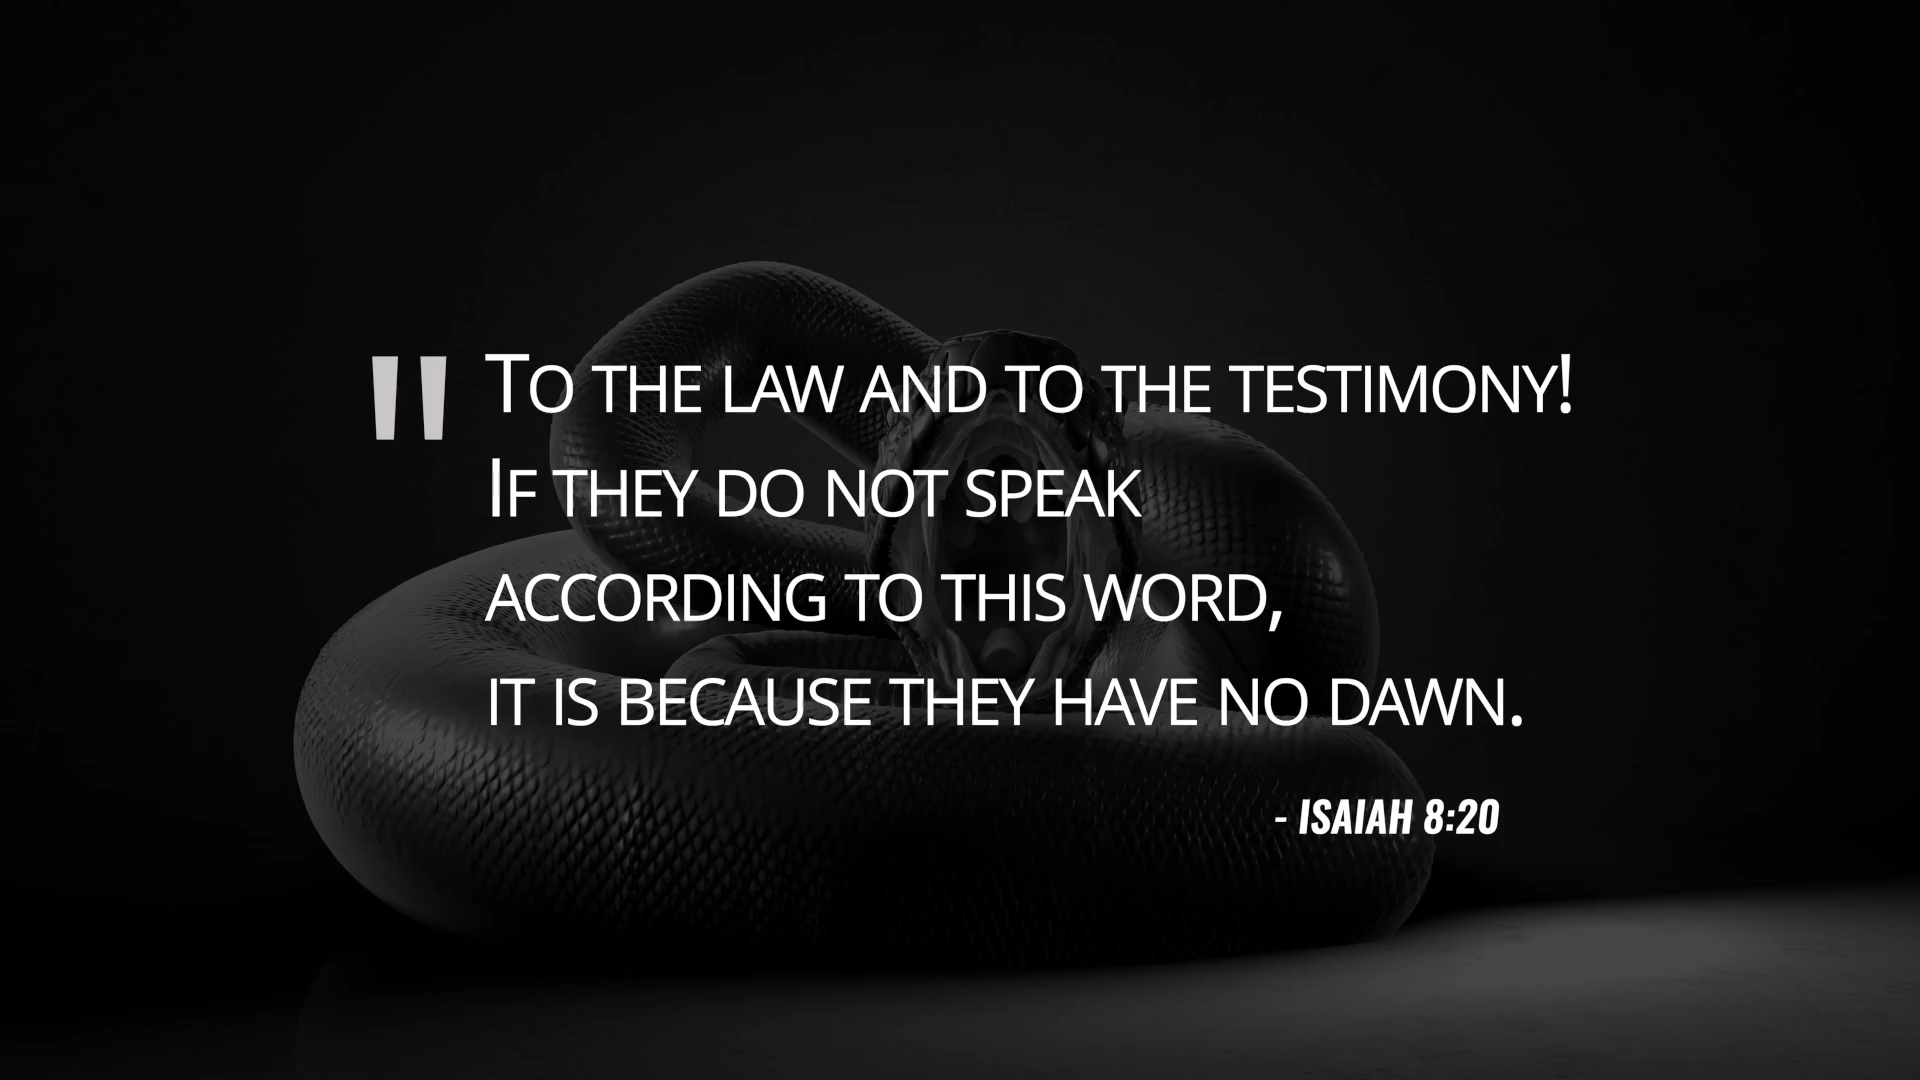 " To the law and to the testimony!
If they do not speak
according to this word,
it is because they have no dawn.
- ISAIAH 8:20